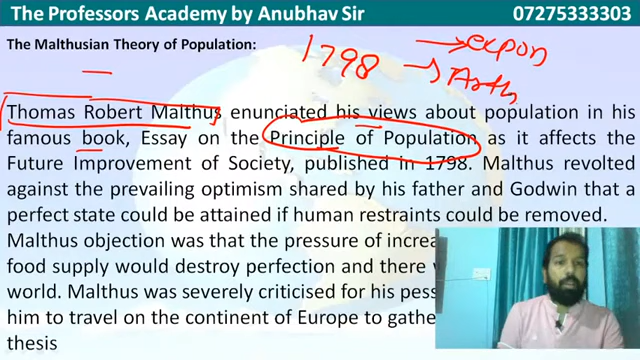 The Professors Academy by Anubhav Sir 07275333303
The Malthusian Theory of Population:
1798
→expon
→Arth
Thomas Robert Malthus enunciated his views about population in his
famous book, Essay on the Principle of Population as it affects the
Future Improvement of Society, published in 1798. Malthus revolted
against the prevailing optimism shared by his father and Godwin that a
perfect state could be attained if human restraints could be removed.
Malthus objection was that the pressure of increa
food supply would destroy perfection and there
world. Malthus was severely criticised for his pess
him to travel on the continent of Europe to gathe
thesis